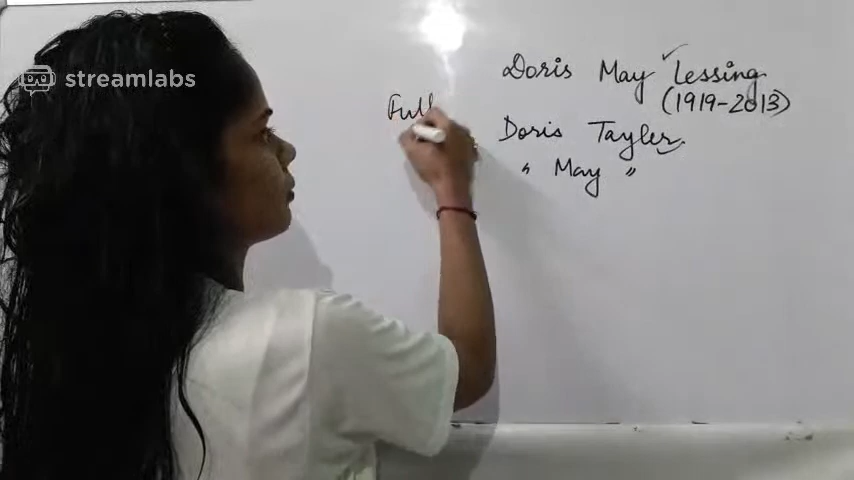 streamlabs
Doris May Lessing
(1919-2013)
Full
Doris Tayler
" May "